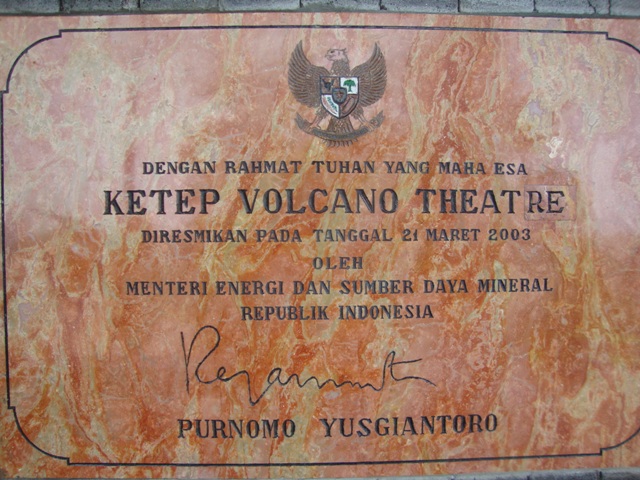 DENGAN RAHMAT TUHAN YANG MAHA ESA
KETEP VOLCANO THEATRE
DIRESMIKAN PADA TANGGAL 21 MARET 2003
OLEH
MENTERI ENERGI DAN SUMBER DAYA MINERAL
REPUBLIK INDONESIA
PURNOMO YUSGIANTORO